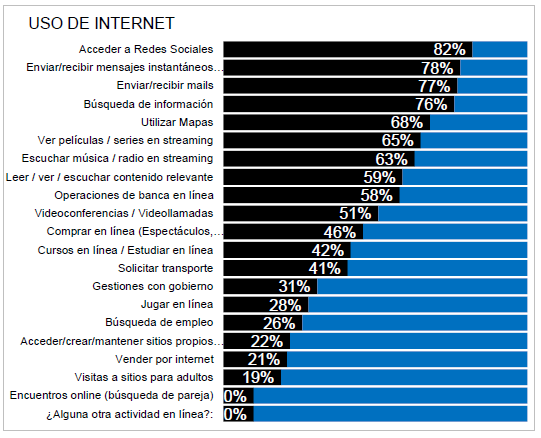 USO DE INTERNET
Acceder a Redes Sociales 82%
Enviar/recibir mensajes instantáneos… 78%
Enviar/recibir mails 77%
Búsqueda de información 76%
Utilizar Mapas 68%
Ver películas / series en streaming 65%
Escuchar música / radio en streaming 63%
Leer / ver / escuchar contenido relevante 59%
Operaciones de banca en línea 58%
Videoconferencias / Videollamadas 51%
Comprar en línea (Espectáculos,… 46%
Cursos en línea / Estudiar en línea 42%
Solicitar transporte 41%
Gestiones con gobierno 31%
Jugar en línea 28%
Búsqueda de empleo 26%
Acceder/crear/mantener sitios propios… 22%
Vender por internet 21%
Visitas a sitios para adultos 19%
Encuentros online (búsqueda de pareja) 0%
¿Alguna otra actividad en línea?: 0%